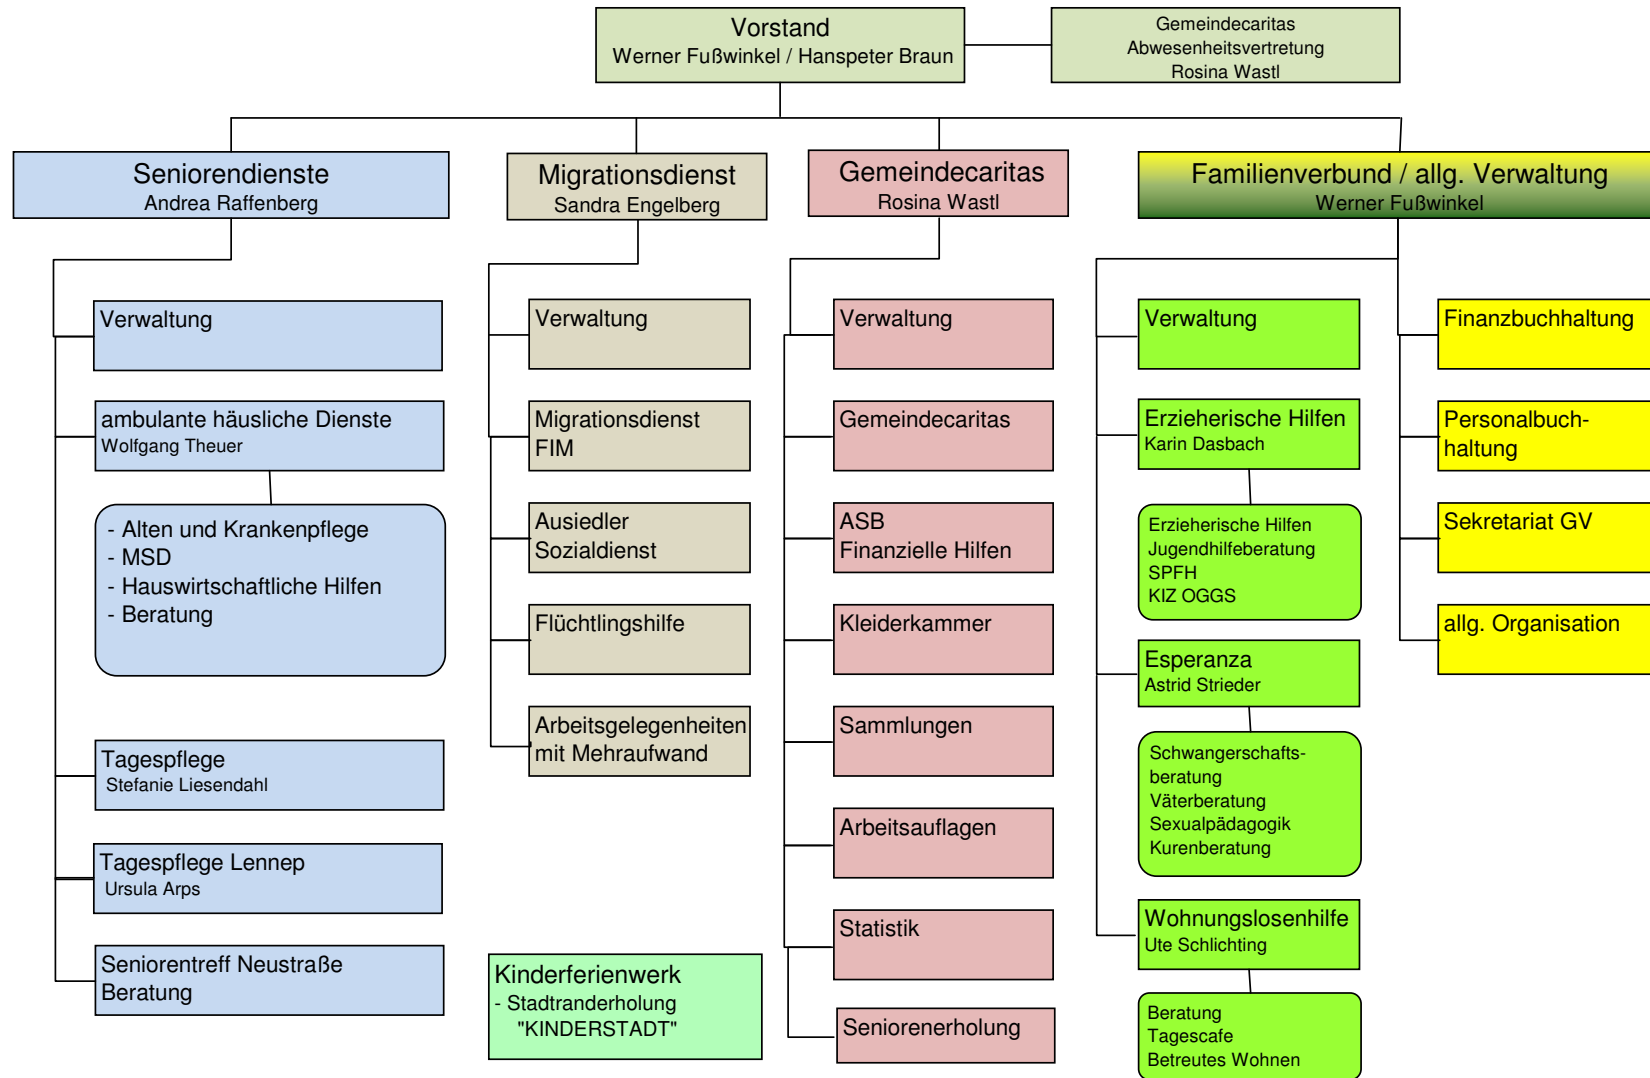 Vorstand
Werner Fußwinkel / Hanspeter Braun
Gemeindecaritas
Abwesenheitsvertretung
Rosina Wastl
Seniorendienste
Andrea Raffenberg
Migrationsdienst
Sandra Engelberg
Gemeindecaritas
Rosina Wastl
Familienverbund / allg. Verwaltung
Werner Fußwinkel
Verwaltung
ambulante häusliche Dienste
Wolfgang Theuer
- Alten und Krankenpflege
- MSD
- Hauswirtschaftliche Hilfen
- Beratung
Tagespflege
Stefanie Liesendahl
Tagespflege Lennep
Ursula Arps
Seniorentreff Neustraße
Beratung
Verwaltung
Migrationsdienst
FIM
Ausiedler
Sozialdienst
Flüchtlingshilfe
Arbeitsgelegenheiten
mit Mehraufwand
Kinderferienwerk
- Stadtranderholung
"KINDERSTADT"
Verwaltung
Gemeindecaritas
ASB
Finanzielle Hilfen
Kleiderkammer
Sammlungen
Arbeitsauflagen
Statistik
Seniorenerholung
Verwaltung
Erzieherische Hilfen
Karin Dasbach
Erzieherische Hilfen
Jugendhilfeberatung
SPFH
KIZ OGGS
Esperanza
Astrid Strieder
Schwangerschafts-
beratung
Väterberatung
Sexualpädagogik
Kurenberatung
Wohnungslosenhilfe
Ute Schlichting
Beratung
Tagescafe
Betreutes Wohnen
Finanzbuchhaltung
Personalbuch-
haltung
Sekretariat GV
allg. Organisation